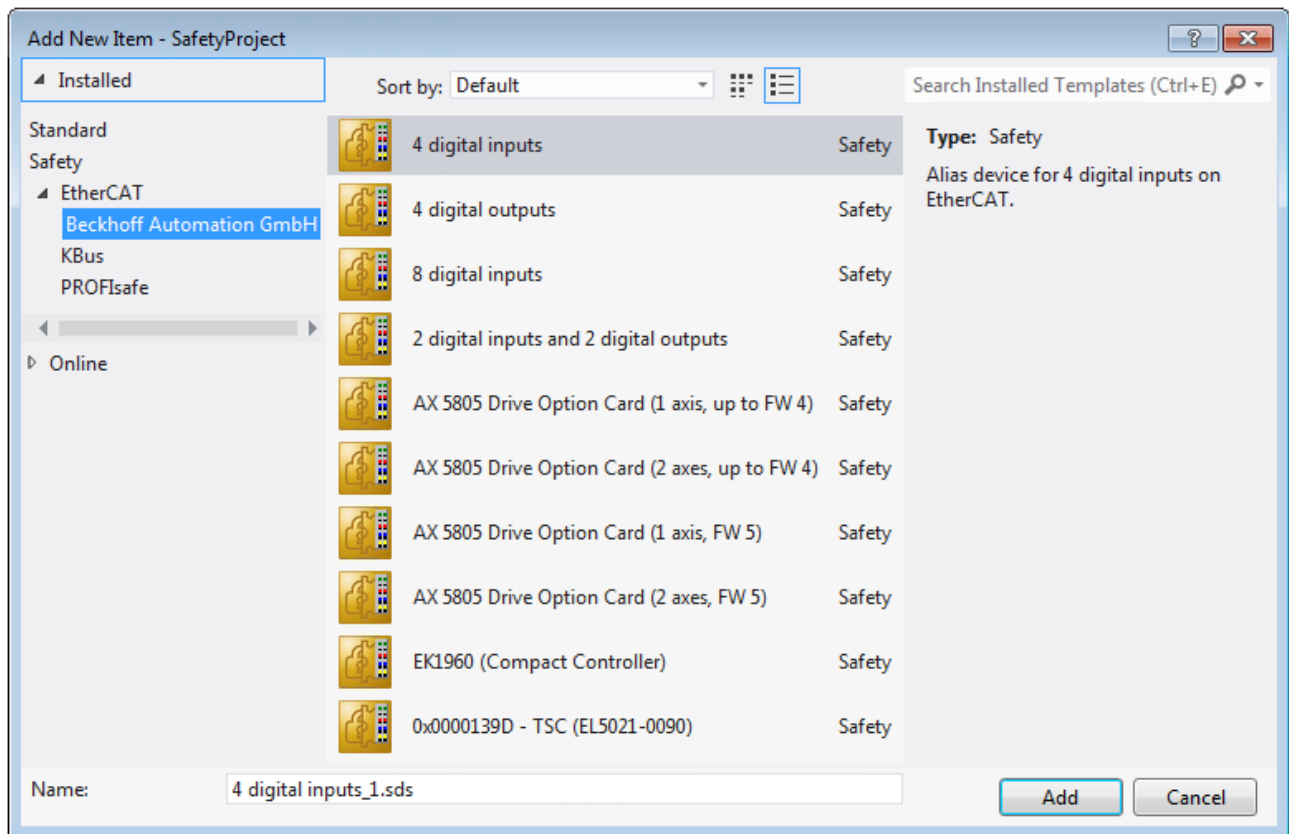 Add New Item - SafetyProject
Installed
Sort by: Default
Search Installed Templates (Ctrl+E)
Standard
Safety
EtherCAT
Beckhoff Automation GmbH
KBus
PROFIsafe
Online
4 digital inputs Safety
4 digital outputs Safety
8 digital inputs Safety
2 digital inputs and 2 digital outputs Safety
AX 5805 Drive Option Card (1 axis, up to FW 4) Safety
AX 5805 Drive Option Card (2 axes, up to FW 4) Safety
AX 5805 Drive Option Card (1 axis, FW 5) Safety
AX 5805 Drive Option Card (2 axes, FW 5) Safety
EK1960 (Compact Controller) Safety
0x0000139D - TSC (EL5021-0090) Safety
Type: Safety
Alias device for 4 digital inputs on
EtherCAT.
Name: 4 digital inputs_1.sds
Add Cancel